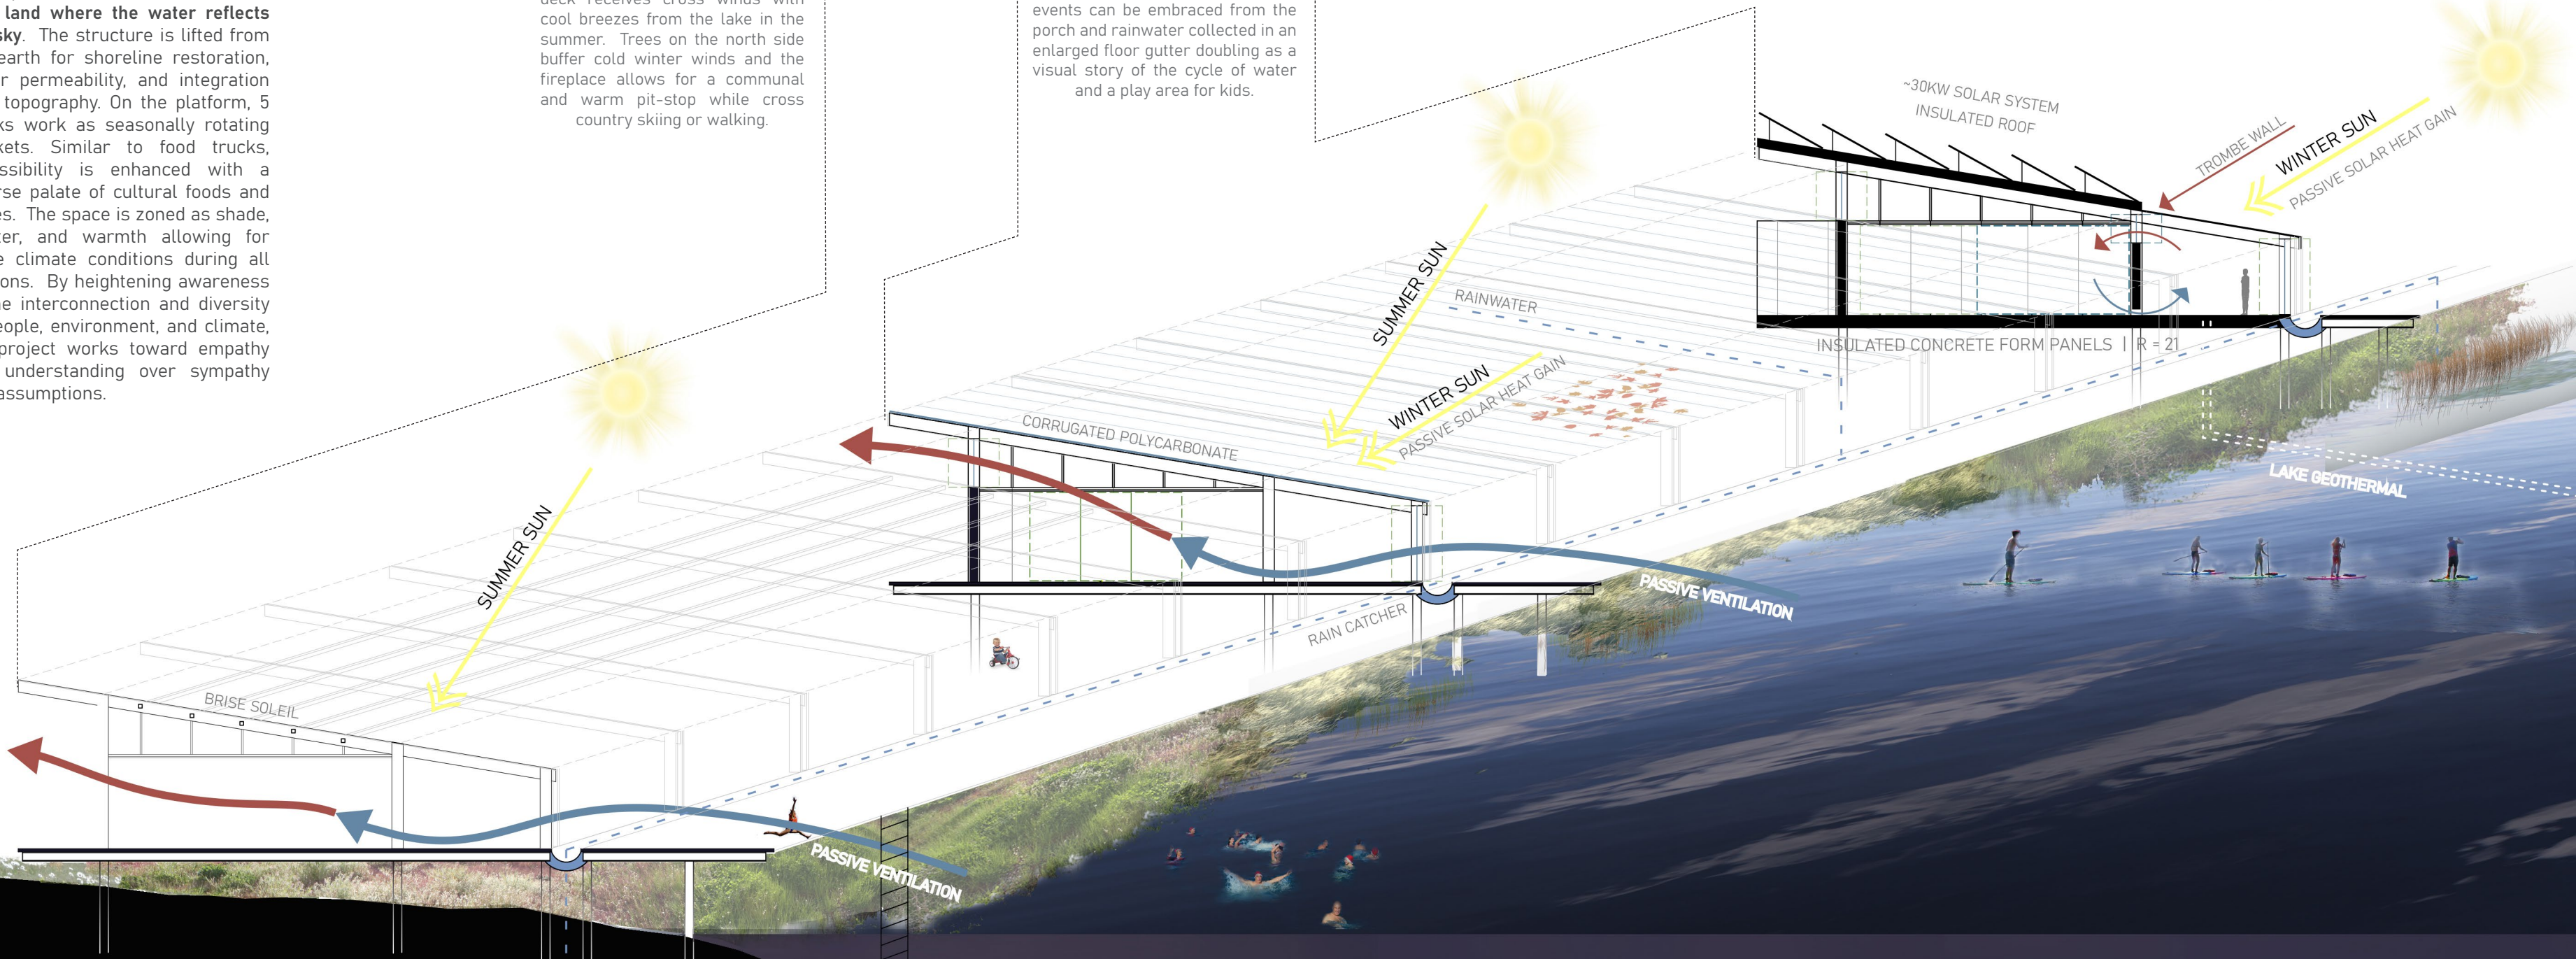 land where the water reflects
sky. The structure is lifted from
earth for shoreline restoration,
permeability, and integration
topography. On the platform, 5
work as seasonally rotating
Similar to food trucks,
is enhanced with a
palate of cultural foods and
The space is zoned as shade,
and warmth allowing for
climate conditions during all
By heightening awareness
interconnection and diversity
environment, and climate,
project works toward empathy
understanding over sympathy
assumptions.
deck receives cross winds with
cool breezes from the lake in the
summer. Trees on the north side
buffer cold winter winds and the
fireplace allows for a communal
and warm pit-stop while cross
country skiing or walking.
events can be embraced from the
porch and rainwater collected in an
enlarged floor gutter doubling as a
visual story of the cycle of water
and a play area for kids.
~30KW SOLAR SYSTEM
INSULATED ROOF
TROMBE WALL
WINTER SUN
PASSIVE SOLAR HEAT GAIN
SUMMER SUN
RAINWATER
INSULATED CONCRETE FORM PANELS | R = 21
WINTER SUN
PASSIVE SOLAR HEAT GAIN
CORRUGATED POLYCARBONATE
LAKE GEOTHERMAL
SUMMER SUN
PASSIVE VENTILATION
RAIN CATCHER
BRISE SOLEIL
PASSIVE VENTILATION